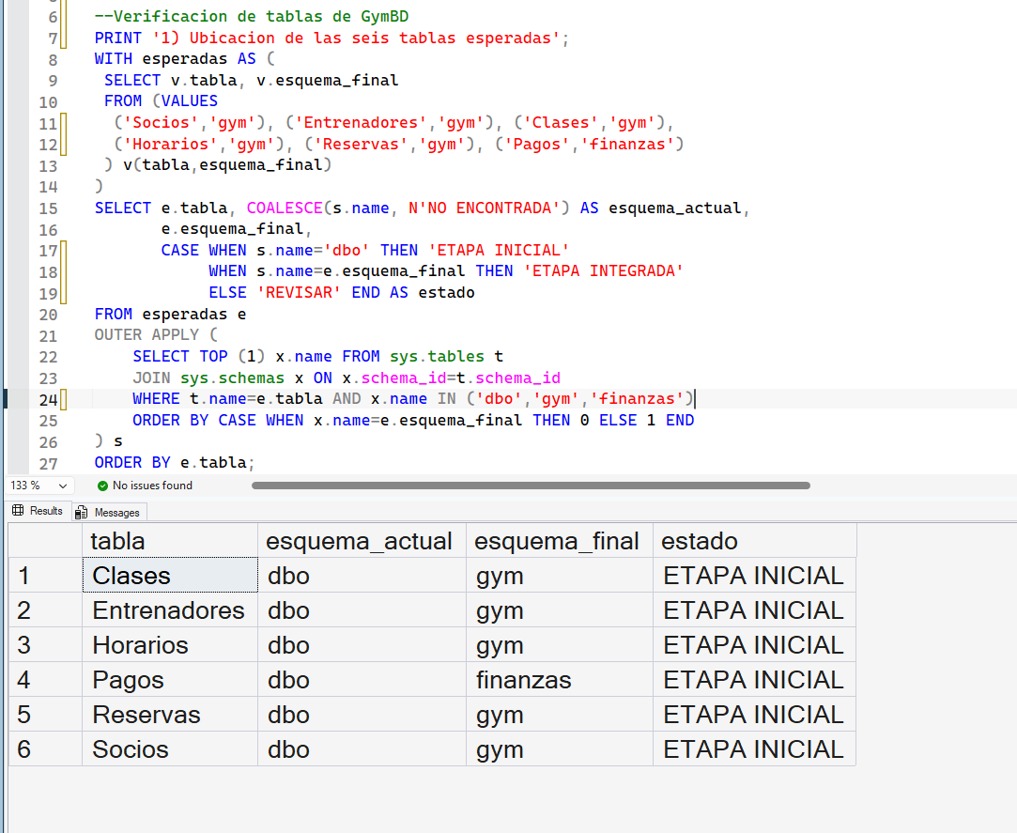 5
6 --Verificacion de tablas de GymBD
7 PRINT '1) Ubicacion de las seis tablas esperadas';
8 WITH esperadas AS (
9 SELECT v.tabla, v.esquema_final
10 FROM (VALUES
11 ('Socios','gym'), ('Entrenadores','gym'), ('Clases','gym'),
12 ('Horarios','gym'), ('Reservas','gym'), ('Pagos','finanzas')
13 ) v(tabla,esquema_final)
14 )
15 SELECT e.tabla, COALESCE(s.name, N'NO ENCONTRADA') AS esquema_actual,
16 e.esquema_final,
17 CASE WHEN s.name='dbo' THEN 'ETAPA INICIAL'
18 WHEN s.name=e.esquema_final THEN 'ETAPA INTEGRADA'
19 ELSE 'REVISAR' END AS estado
20 FROM esperadas e
21 OUTER APPLY (
22 SELECT TOP (1) x.name FROM sys.tables t
23 JOIN sys.schemas x ON x.schema_id=t.schema_id
24 WHERE t.name=e.tabla AND x.name IN ('dbo','gym','finanzas')
25 ORDER BY CASE WHEN x.name=e.esquema_final THEN 0 ELSE 1 END
26 ) s
27 ORDER BY e.tabla;
133 % No issues found
Results Messages
tabla esquema_actual esquema_final estado
1 Clases dbo gym ETAPA INICIAL
2 Entrenadores dbo gym ETAPA INICIAL
3 Horarios dbo gym ETAPA INICIAL
4 Pagos dbo finanzas ETAPA INICIAL
5 Reservas dbo gym ETAPA INICIAL
6 Socios dbo gym ETAPA INICIAL